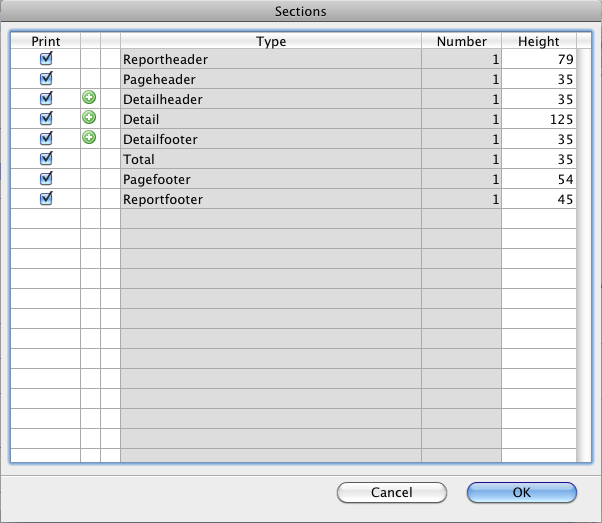 Sections
Print Type Number Height
Reportheader 1 79
Pageheader 1 35
Detailheader 1 35
Detail 1 125
Detailfooter 1 35
Total 1 35
Pagefooter 1 54
Reportfooter 1 45
Cancel OK